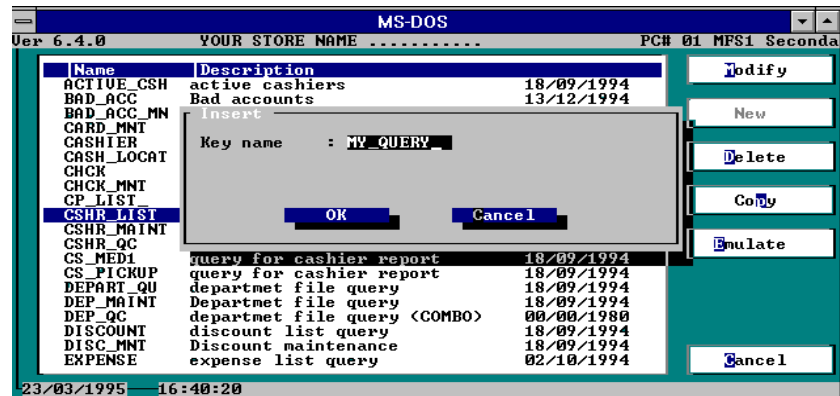 MS-DOS
Ver 6.4.0 YOUR STORE NAME ........... PC# 01 MFS1 Seconda
Name Description
ACTIVE_CSH active cashiers 18/09/1994
BAD_ACC Bad accounts 13/12/1994
BAD_ACC_MN
CARD_MNT
CASHIER
CASH_LOCAT
CHCK
CHCK_MNT
CP_LIST_
CSHR_LIST
CSHR_MAINT
CSHR_QC
CS_MED1 query for cashier report 18/09/1994
CS_PICKUP query for cashier report 18/09/1994
DEPART_QU departmet file query 18/09/1994
DEP_MAINT Departmet file query 18/09/1994
DEP_QC departmet file query (COMBO) 00/00/1980
DISCOUNT discount list query 18/09/1994
DISC_MNT Discount maintenance 18/09/1994
EXPENSE expense list query 02/10/1994
Insert
Key name : MY_QUERY_
OK Cancel
Modify
New
Delete
Copy
Emulate
Cancel
23/03/1995 16:40:20